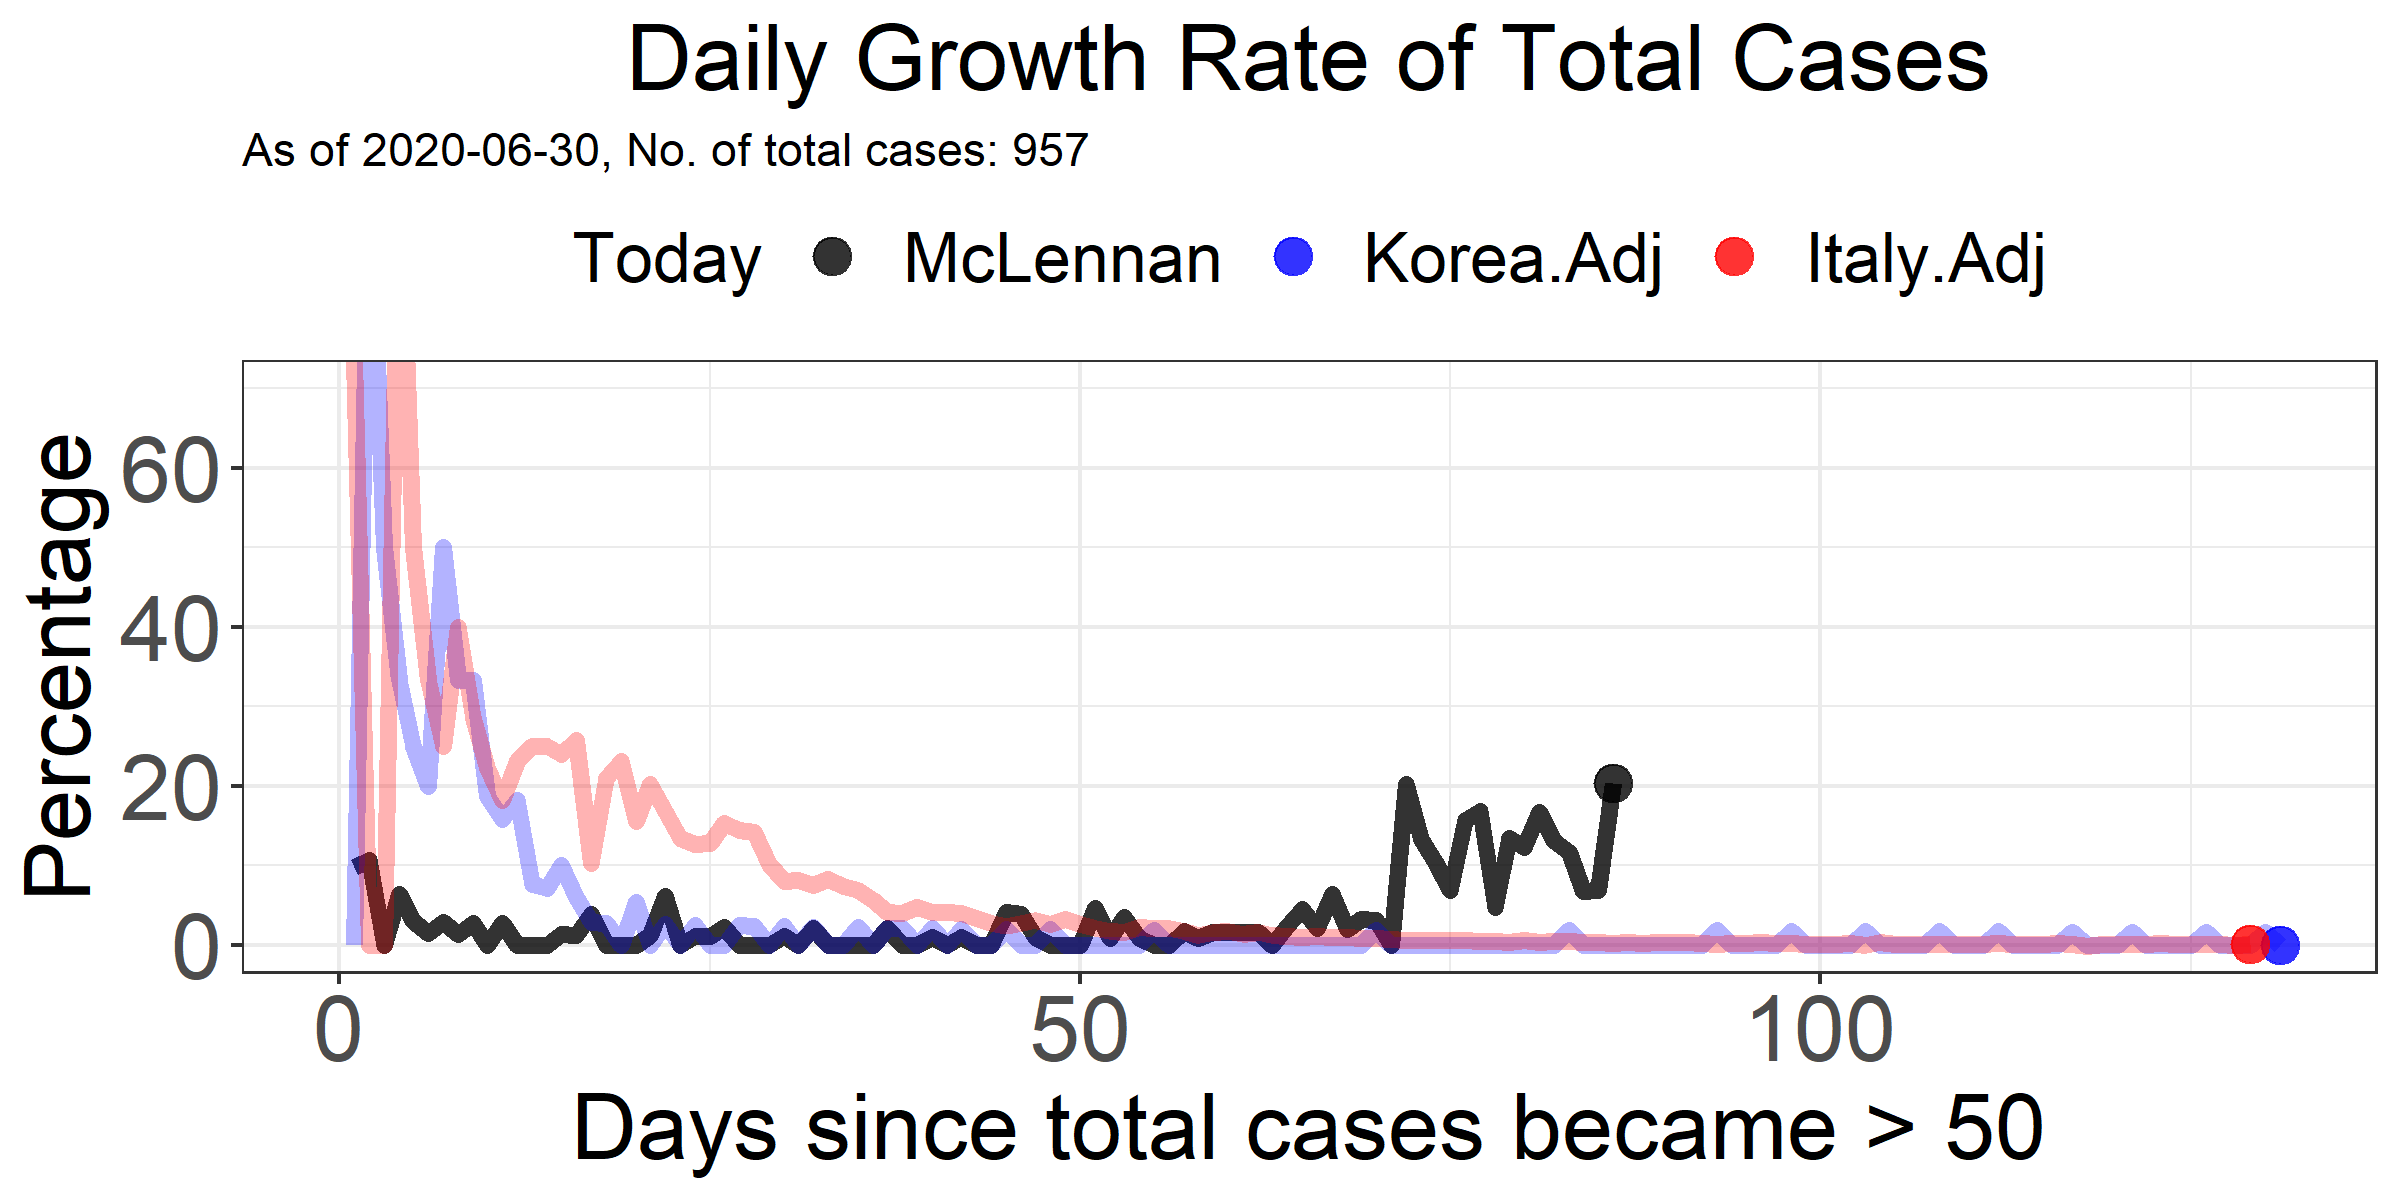 Daily Growth Rate of Total Cases
As of 2020-06-30, No. of total cases: 957
Today McLennan Korea.Adj Italy.Adj
Percentage
60
40
20
0
0 50 100
Days since total cases became > 50